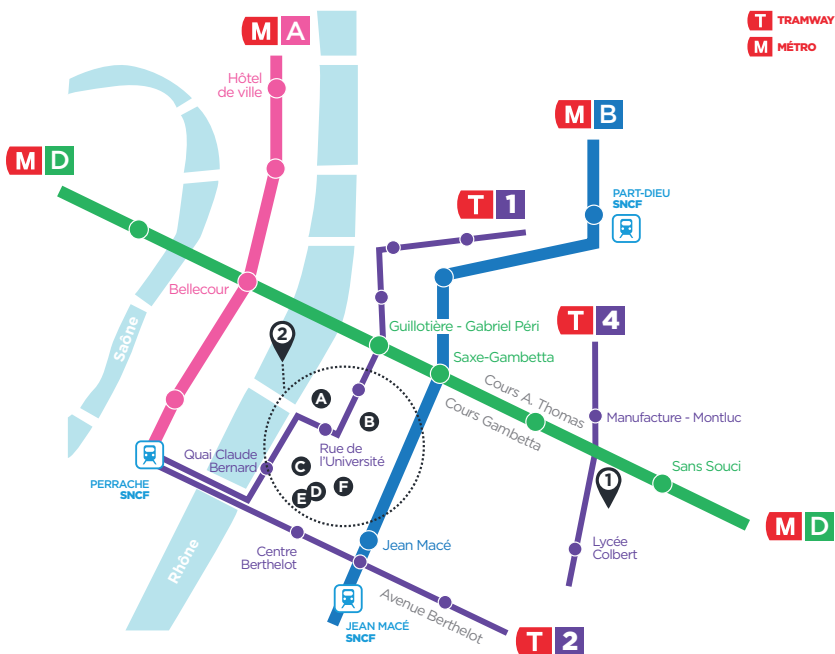 M A
T TRAMWAY
M MÉTRO
Hôtel
de ville
M B
M D
PART-DIEU
SNCF
T 1
Bellecour
Saône
Guillotière - Gabriel Péri
T 4
2
Saxe-Gambetta
Cours A. Thomas
Cours Gambetta
A
B
Manufacture - Montluc
Quai Claude
Bernard
Rue de
l'Université
C
D
E
F
Sans Souci
1
PERRACHE
SNCF
M D
Rhône
Centre
Berthelot
Jean Macé
Lycée
Colbert
Avenue Berthelot
JEAN MACÉ
SNCF
T 2